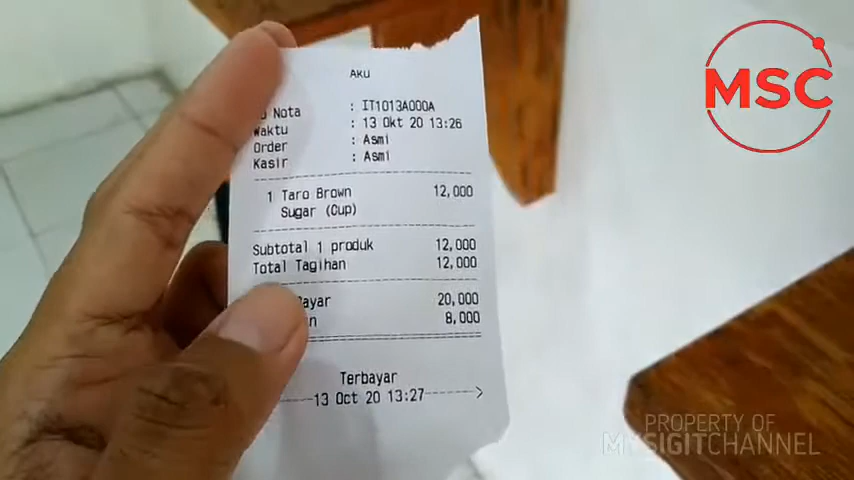 MSC
AKU
Nota : IT1013A000A
Waktu : 13 Okt 20 13:26
Order : Asmi
Kasir : Asmi
1 Taro Brown 12,000
Sugar (Cup)
Subtotal 1 produk 12,000
Total Tagihan 12,000
ayar 20,000
n 8,000
Terbayar
13 Oct 20 13:27
PROPERTY OF
MASIGITCHANNEL